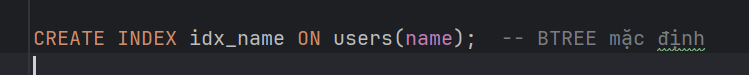 CREATE INDEX idx_name ON users(name);  -- BTREE mặc định